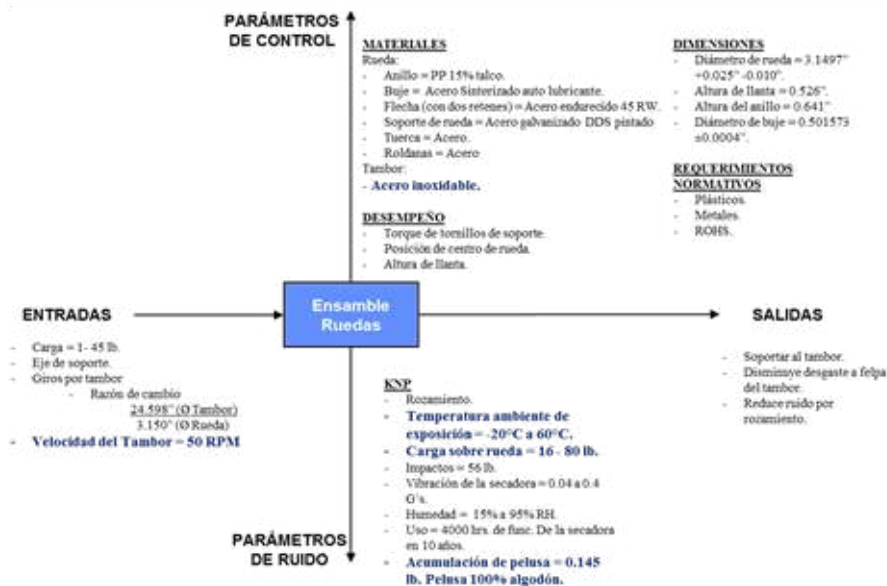 PARÁMETROS
DE CONTROL
MATERIALES
Rueda:
- Anillo = PP 15% talco.
- Buje = Acero Sinterizado auto lubricante.
- Flecha (con dos retenes) = Acero endurecido 45 RW.
- Soporte de rueda = Acero galvanizado DDS pintado
- Tuerca = Acero.
- Roldanas = Acero
Tambor:
- Acero inoxidable.
DESEMPEÑO
- Torque de tornillos de soporte.
- Posición de centro de rueda.
- Altura de llanta.
DIMENSIONES
- Diámetro de rueda = 3.1497”
+0.025” -0.010”.
- Altura de llanta = 0.526”.
- Altura del anillo = 0.641”
- Diámetro de buje = 0.501573
±0.0004”.
REQUERIMIENTOS
NORMATIVOS
- Plásticos.
- Metales.
- ROHS.
ENTRADAS
- Carga = 1- 45 lb.
- Eje de soporte.
- Giros por tambor
- Razón de cambio
24.598” (Ø Tambor)
3.150” (Ø Rueda)
- Velocidad del Tambor = 50 RPM
Ensamble
Ruedas
SALIDAS
- Soportar al tambor.
- Disminuye desgaste a felpa
del tambor.
- Reduce ruido por
rozamiento.
KNP
- Rozamiento.
- Temperatura ambiente de
exposición = -20°C a 60°C.
- Carga sobre rueda = 16 - 80 lb.
- Impactos = 56 lb.
- Vibración de la secadora = 0.04 a 0.4
G’s.
- Humedad = 15% a 95% RH.
- Uso = 4000 hrs. de func. De la secadora
en 10 años.
- Acumulación de pelusa = 0.145
lb. Pelusa 100% algodón.
PARÁMETROS
DE RUIDO